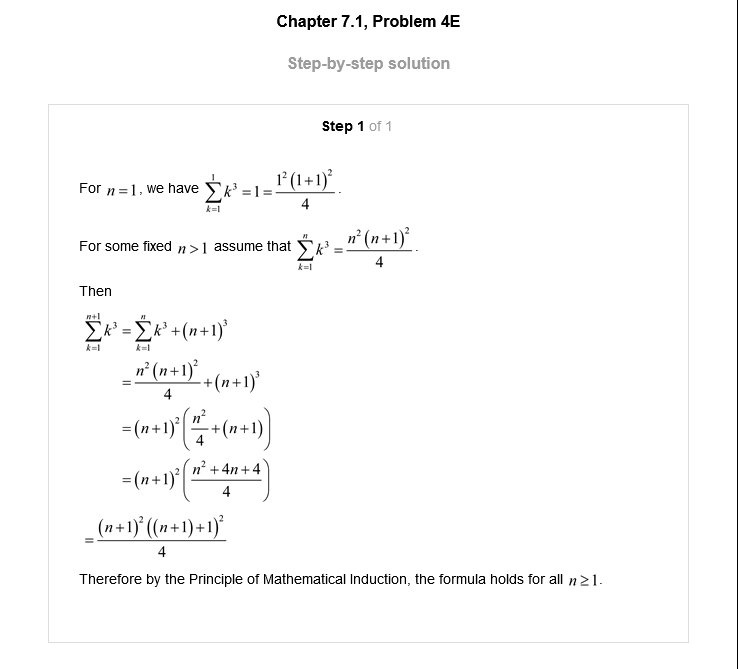 Chapter 7.1, Problem 4E
Step-by-step solution
Step 1 of 1
For n = 1, we have \sum_{k=1}^{1} k^3 = 1 = \frac{1^2(1+1)^2}{4}.
For some fixed n > 1 assume that \sum_{k=1}^{n} k^3 = \frac{n^2(n+1)^2}{4}.
Then
\sum_{k=1}^{n+1} k^3 = \sum_{k=1}^{n} k^3 + (n+1)^3
= \frac{n^2(n+1)^2}{4} + (n+1)^3
= (n+1)^2 \left( \frac{n^2}{4} + (n+1) \right)
= (n+1)^2 \left( \frac{n^2+4n+4}{4} \right)
= \frac{(n+1)^2((n+1)+1)^2}{4}
Therefore by the Principle of Mathematical Induction, the formula holds for all n ≥ 1.